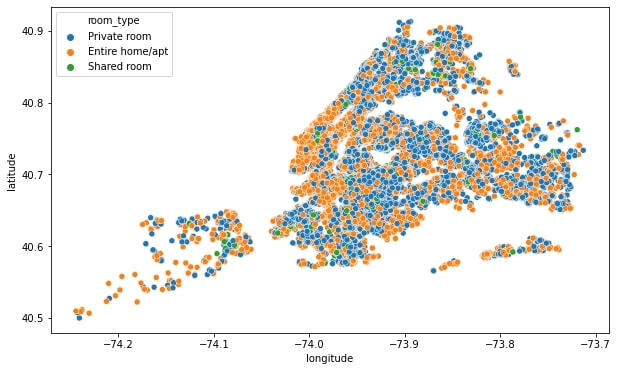 room_type
Private room
Entire home/apt
Shared room
40.9
40.8
40.7
40.6
40.5
latitude
−74.2
−74.1
−74.0
−73.9
−73.8
−73.7
longitude